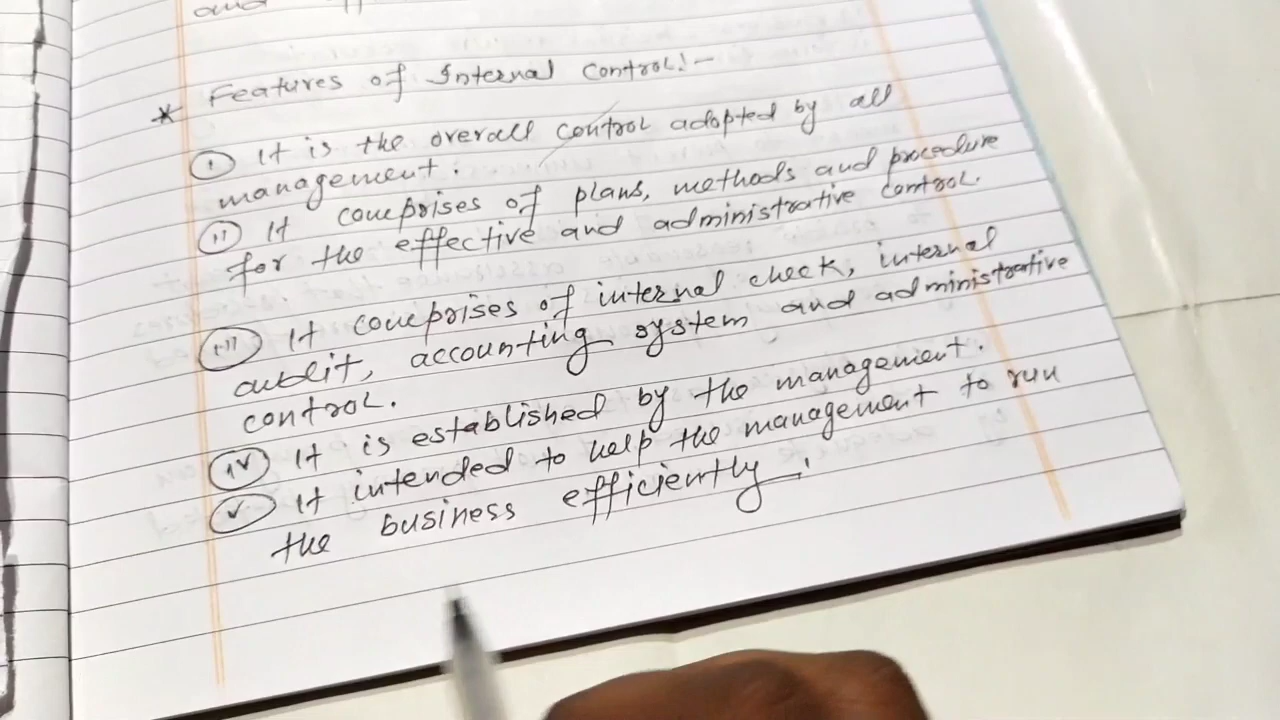 and
* Features of Internal Control:-
(i) It is the overall control adopted by all
management.
(ii) It comprises of plans, methods and procedure
for the effective and administrative control.
(iii) It comprises of internal check, internal
audit, accounting system and administrative
control.
(iv) It is established by the management.
(v) It intended to help the management to run
the business efficiently.